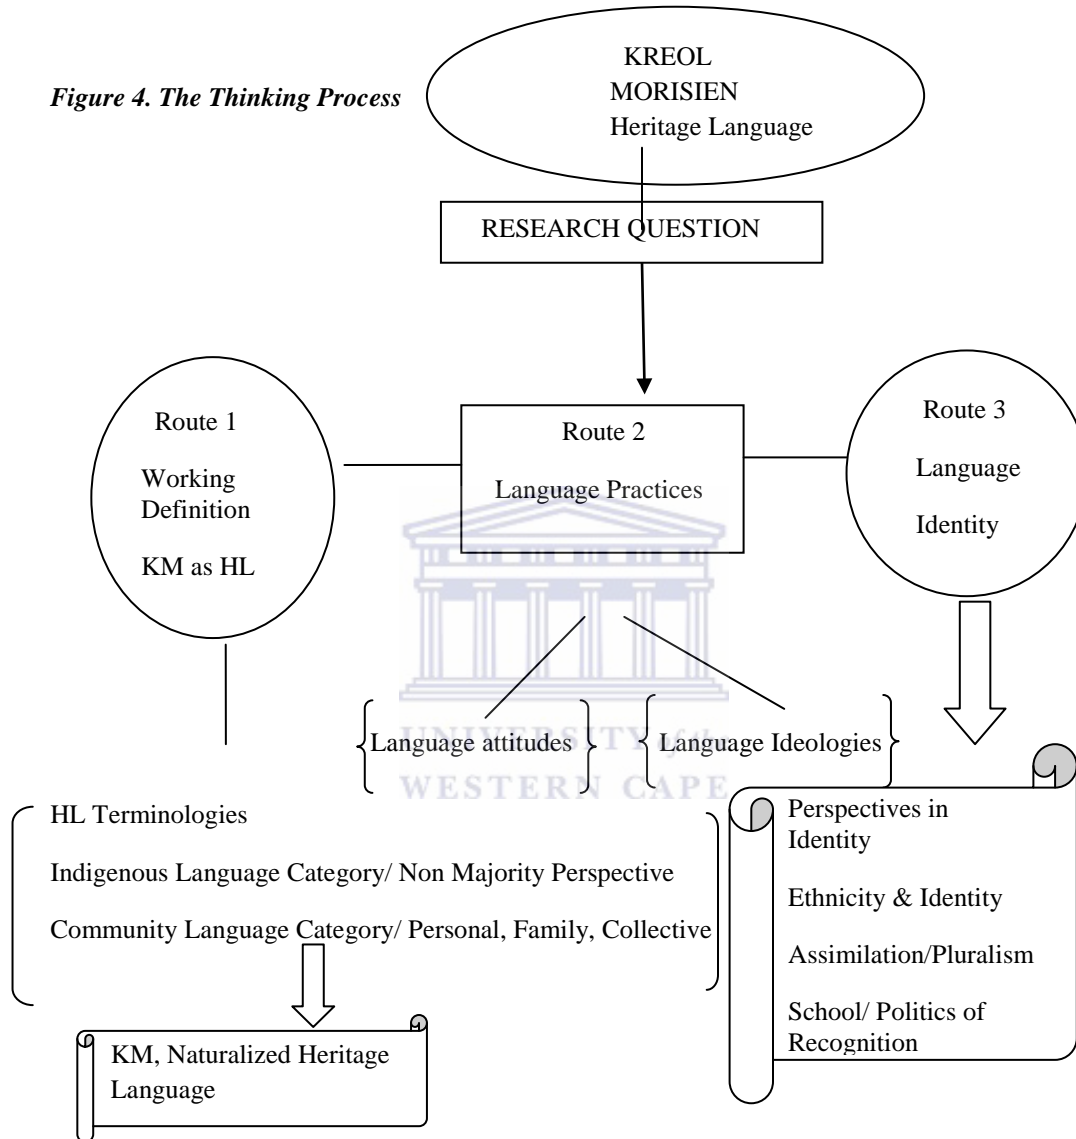 KREOL
MORISIEN
Heritage Language
Figure 4. The Thinking Process
RESEARCH QUESTION
Route 1
Working
Definition
KM as HL
Route 2
Language Practices
Route 3
Language
Identity
Language attitudes
Language Ideologies
UNIVERSITY of the
WESTERN CAPE
HL Terminologies
Indigenous Language Category/ Non Majority Perspective
Community Language Category/ Personal, Family, Collective
KM, Naturalized Heritage
Language
Perspectives in
Identity
Ethnicity & Identity
Assimilation/Pluralism
School/ Politics of
Recognition